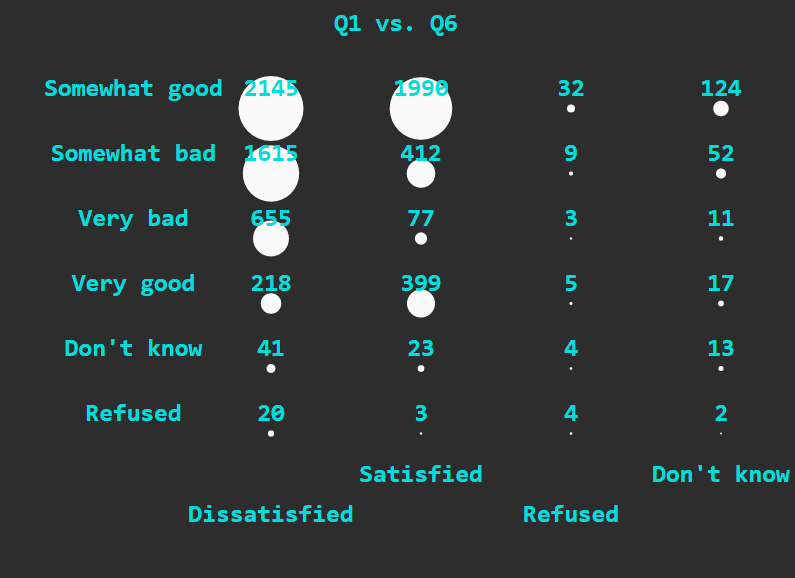 Q1 vs. Q6
Somewhat good 2145 1990 32 124
Somewhat bad 1615 412 9 52
Very bad 655 77 3 11
Very good 218 399 5 17
Don't know 41 23 4 13
Refused 20 3 4 2
Satisfied Don't know
Dissatisfied Refused